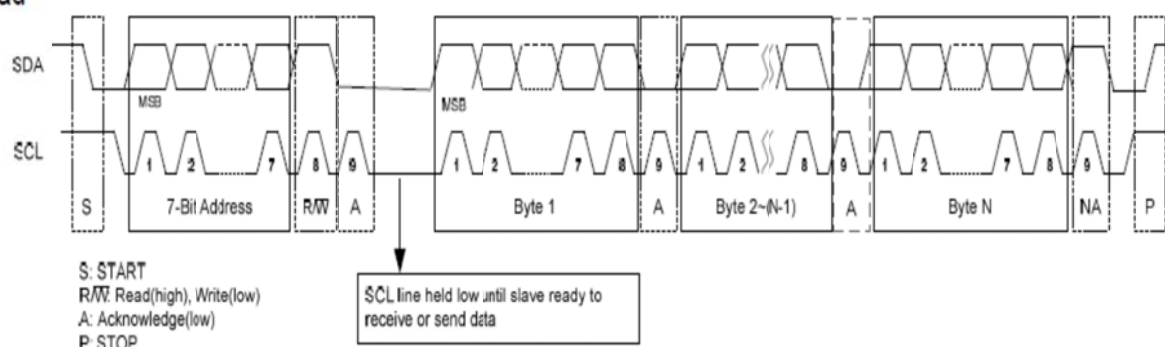 SDA
MSB
MSB
SCL
1 2 7 8 9 1 2 7 8 9 1 2 8 9 1 2 7 8 9
S 7-Bit Address R/W A Byte 1 A Byte 2~(N-1) A Byte N NA P
S: START
R/W: Read(high), Write(low)
A: Acknowledge(low)
P: STOP
SCL line held low until slave ready to
receive or send data